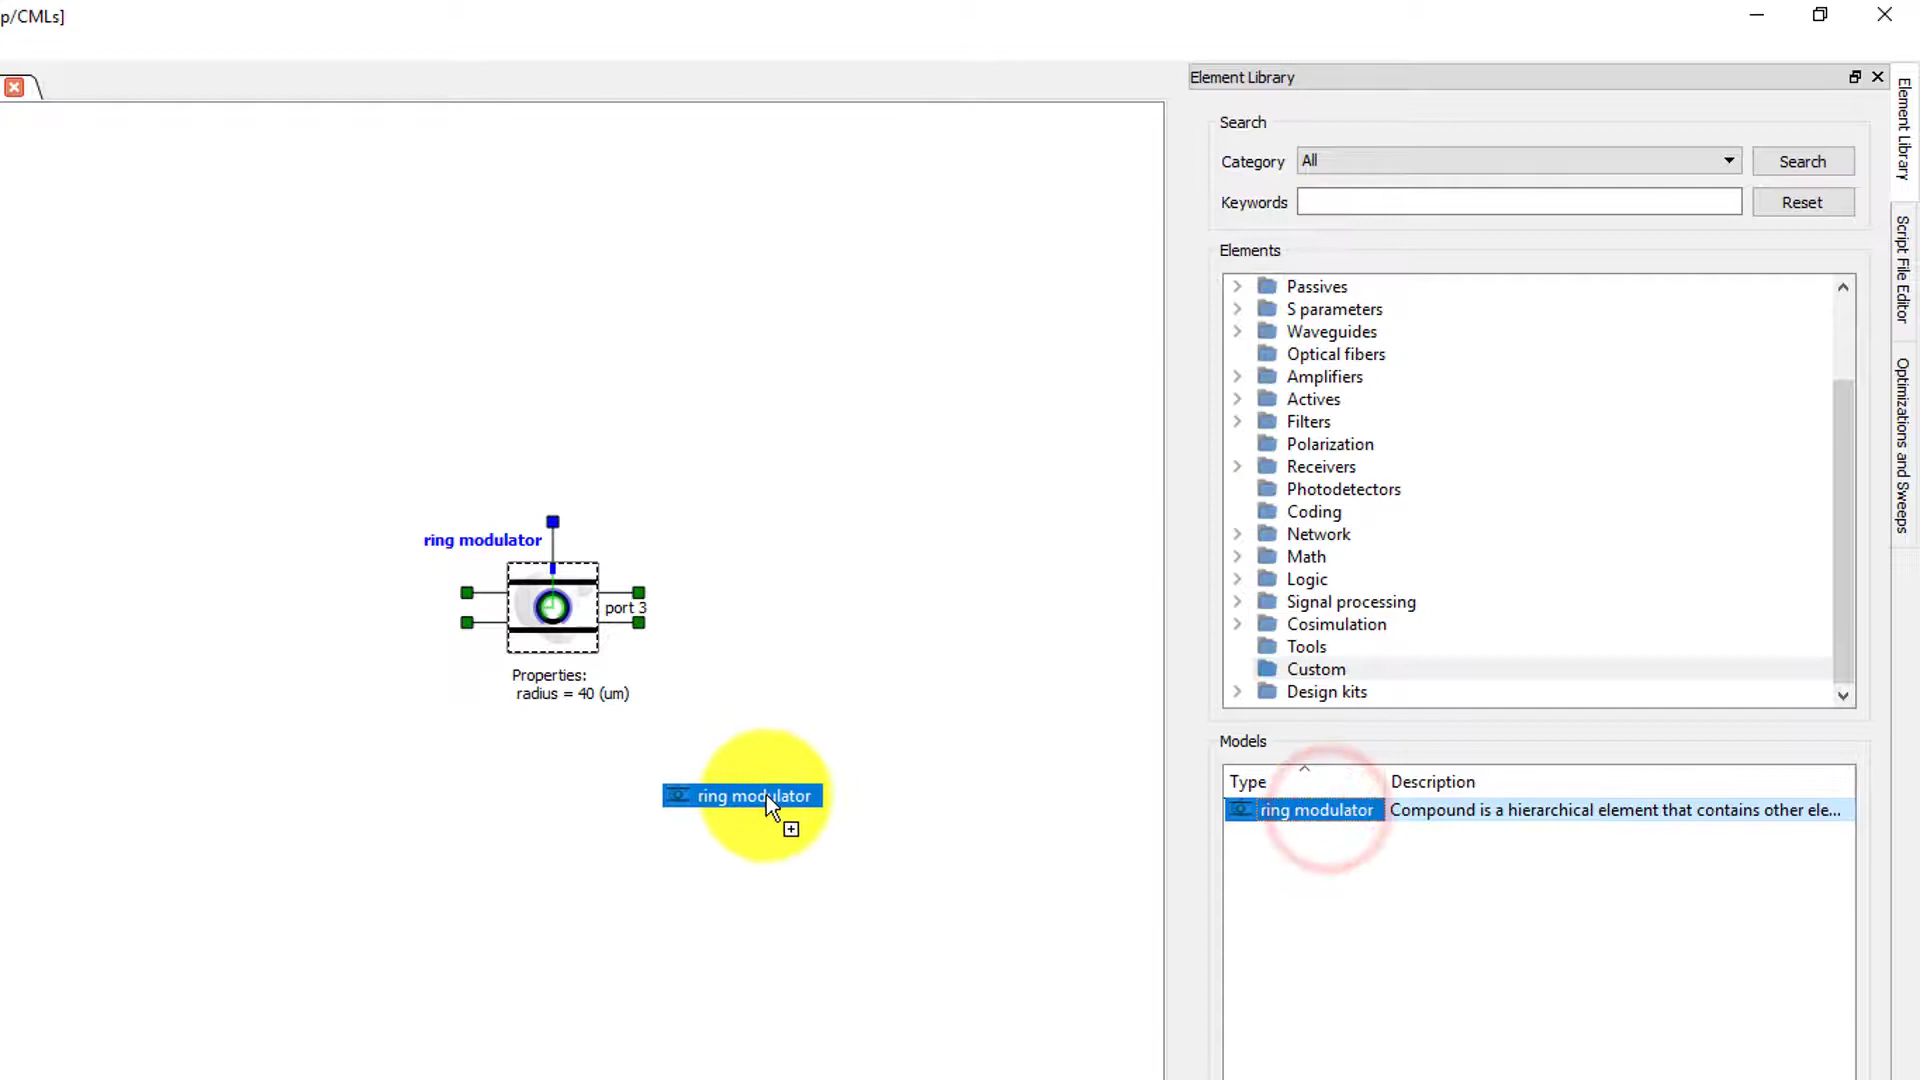 p/CMLs]
Element Library
Search
Category All Search
Keywords Reset
Elements
Passives
S parameters
Waveguides
Optical fibers
Amplifiers
Actives
Filters
Polarization
Receivers
Photodetectors
Coding
Network
Math
Logic
Signal processing
Cosimulation
Tools
Custom
Design kits
Models
Type Description
ring modulator Compound is a hierarchical element that contains other ele...
Element Library
Script File Editor
Optimizations and Sweeps
ring modulator
port 3
Properties:
radius = 40 (um)
ring modulator